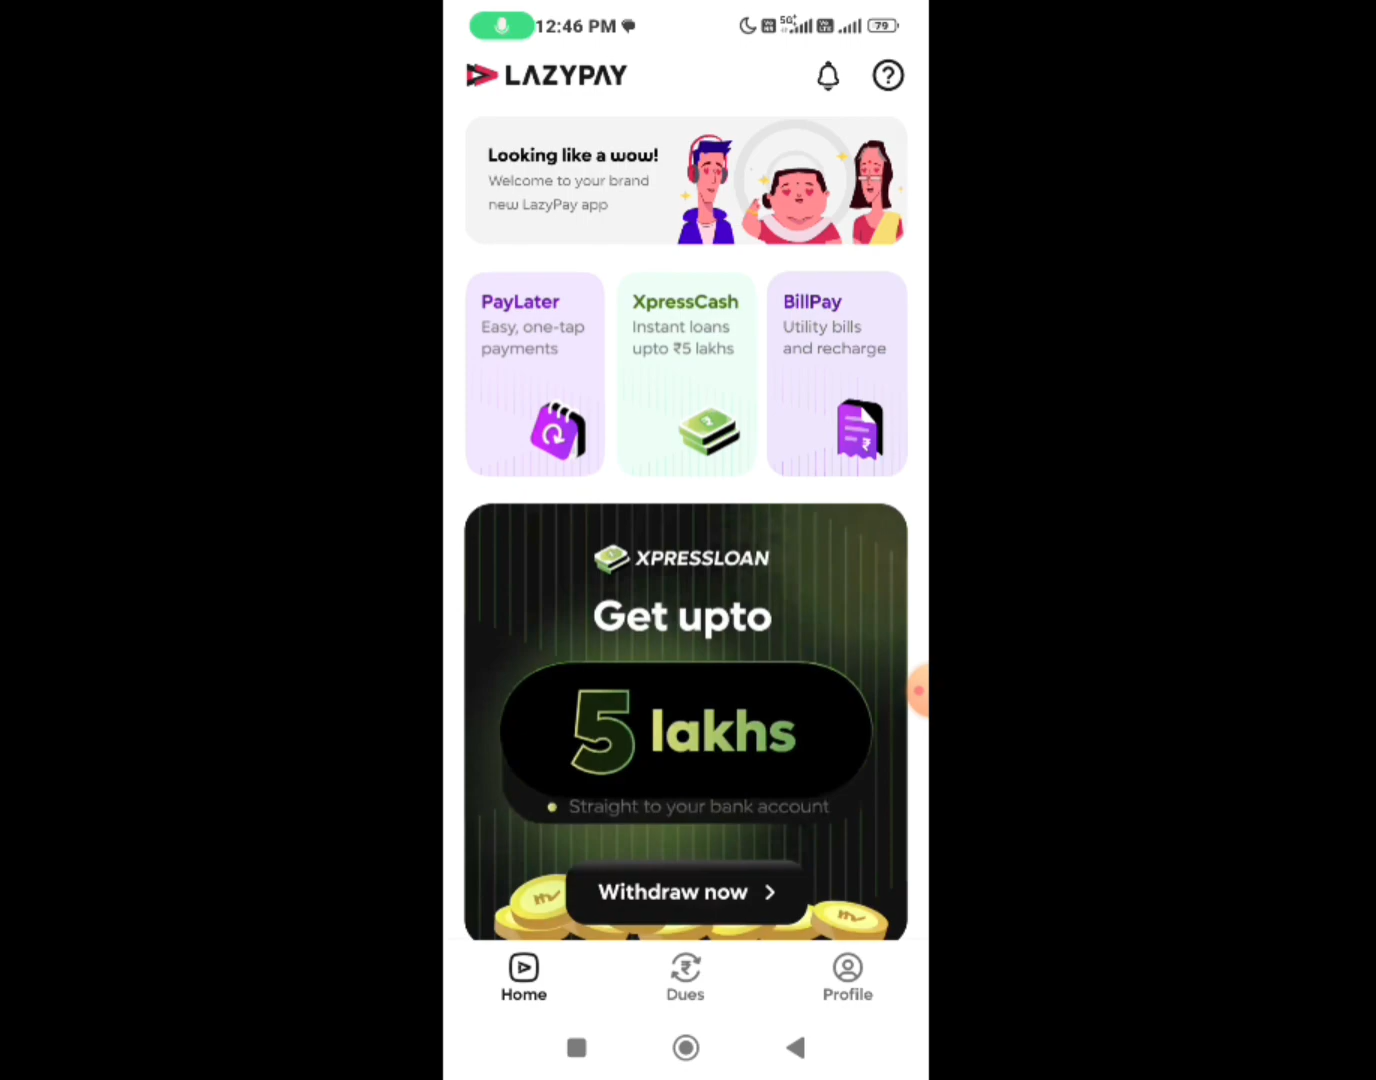 12:46 PM
5G+
79
LAZYPAY
Looking like a wow!
Welcome to your brand
new LazyPay app
PayLater
Easy, one-tap
payments
XpressCash
Instant loans
upto ₹5 lakhs
BillPay
Utility bills
and recharge
XPRESSLOAN
Get upto
5 lakhs
Straight to your bank account
Withdraw now
Home
Dues
Profile